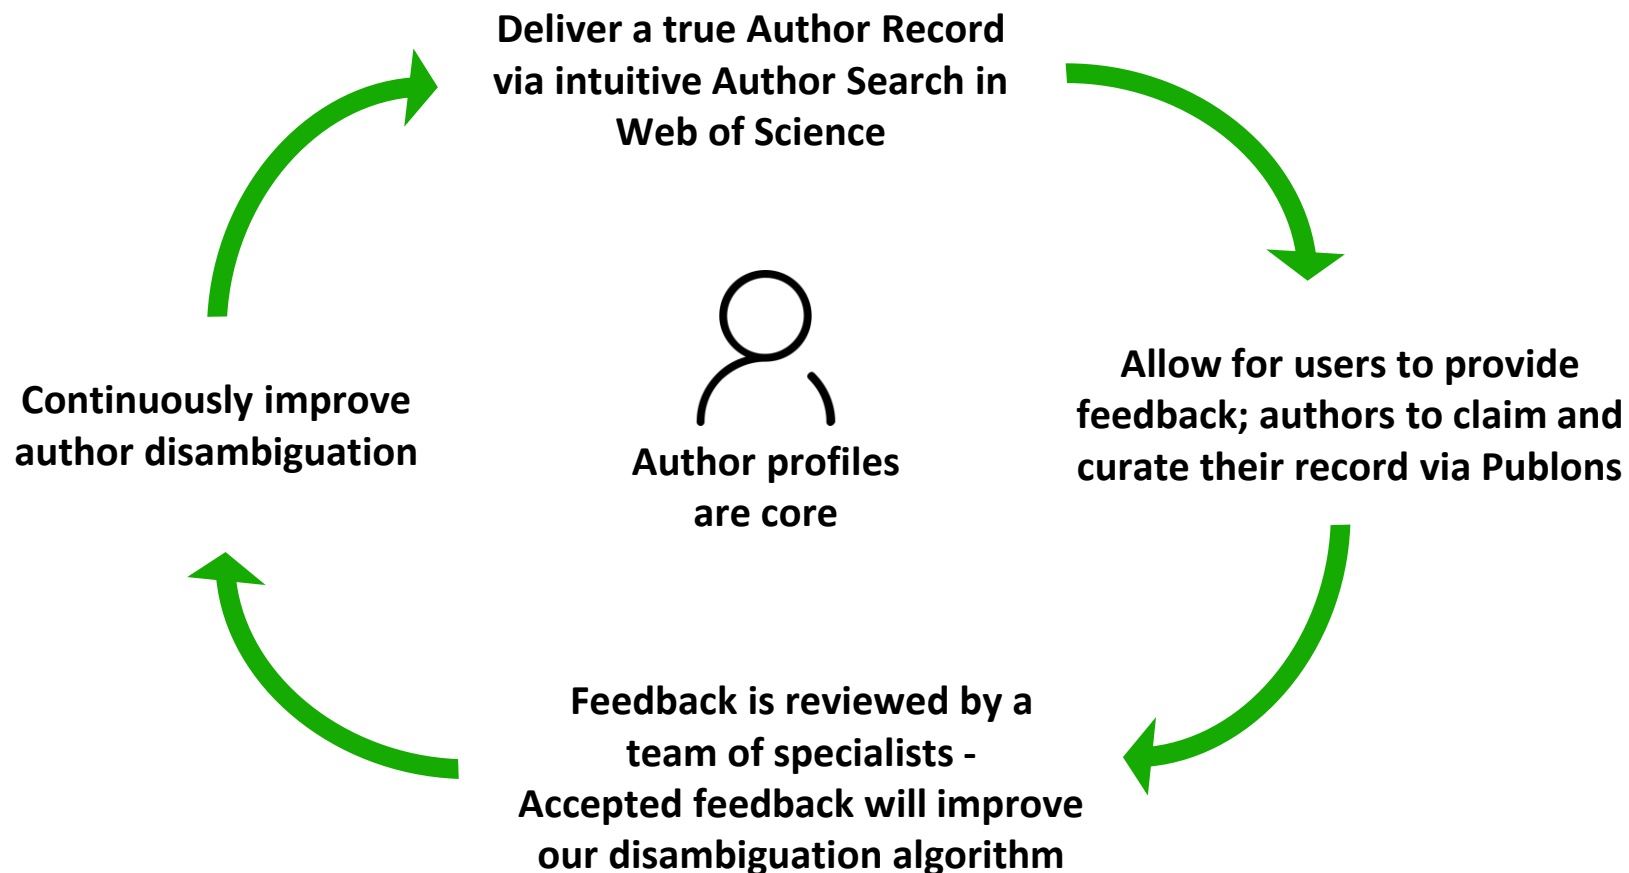 Deliver a true Author Record
via intuitive Author Search in
Web of Science
Allow for users to provide
feedback; authors to claim and
curate their record via Publons
Feedback is reviewed by a
team of specialists -
Accepted feedback will improve
our disambiguation algorithm
Continuously improve
author disambiguation
Author profiles
are core